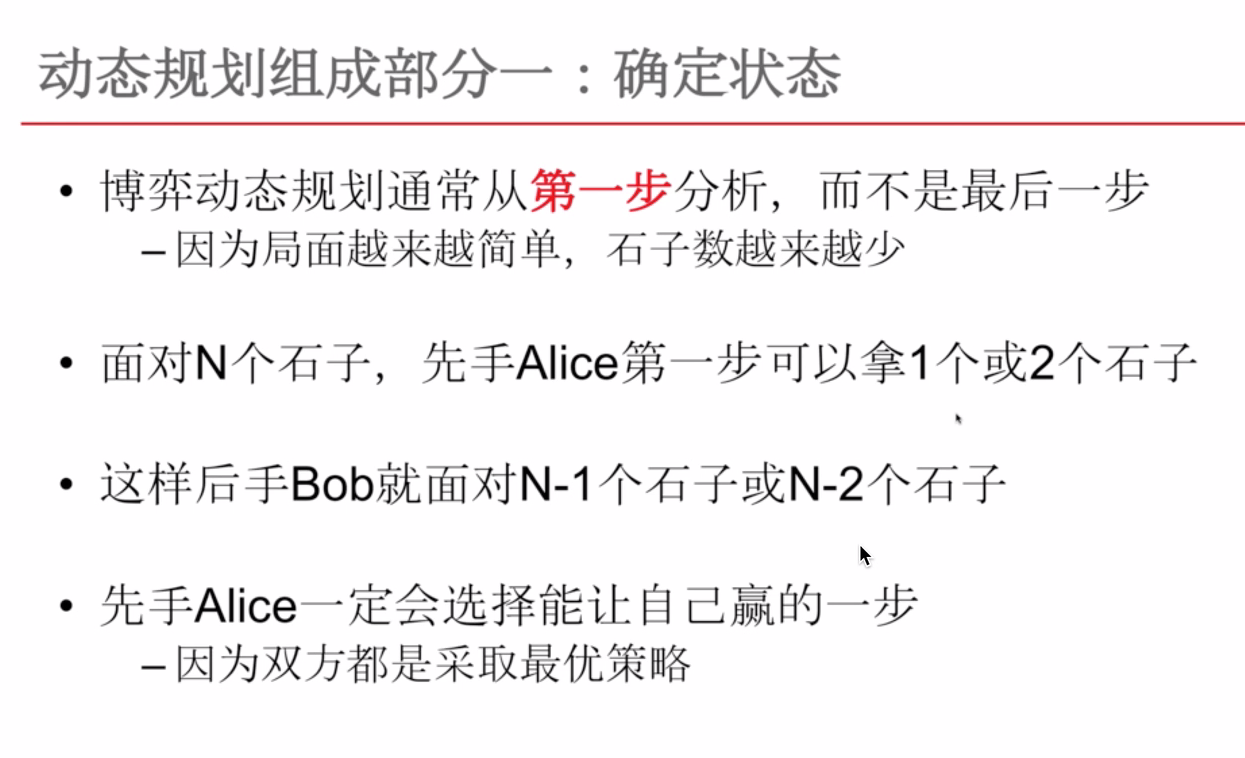 动态规划组成部分一：确定状态
• 博弈动态规划通常从第一步分析，而不是最后一步
– 因为局面越来越简单，石子数越来越少
• 面对N个石子，先手Alice第一步可以拿1个或2个石子
• 这样后手Bob就面对N-1个石子或N-2个石子
• 先手Alice一定会选择能让自己赢的一步
– 因为双方都是采取最优策略